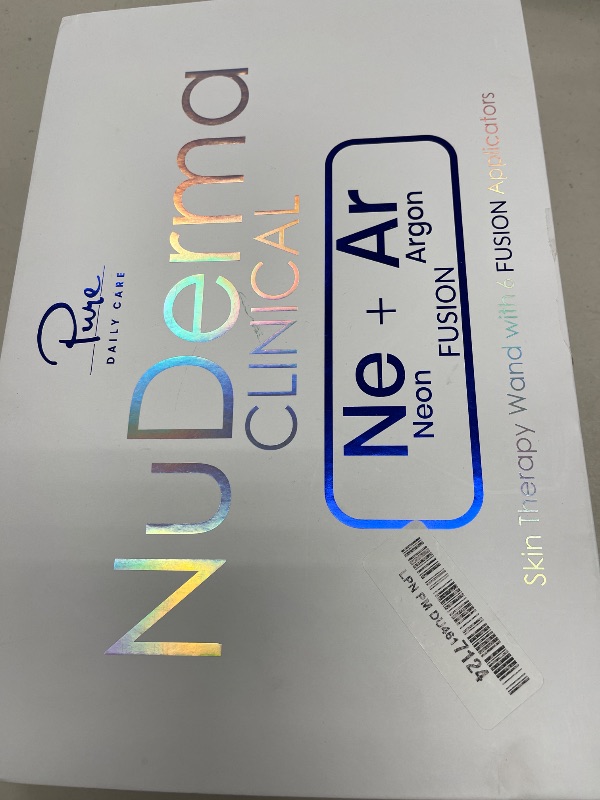 Pure
DAILY CARE
NuDerma
CLINICAL
Ne + Ar
Neon Argon
FUSION
Skin Therapy Wand with 6 FUSION Applicators
LPN PM DU4617124